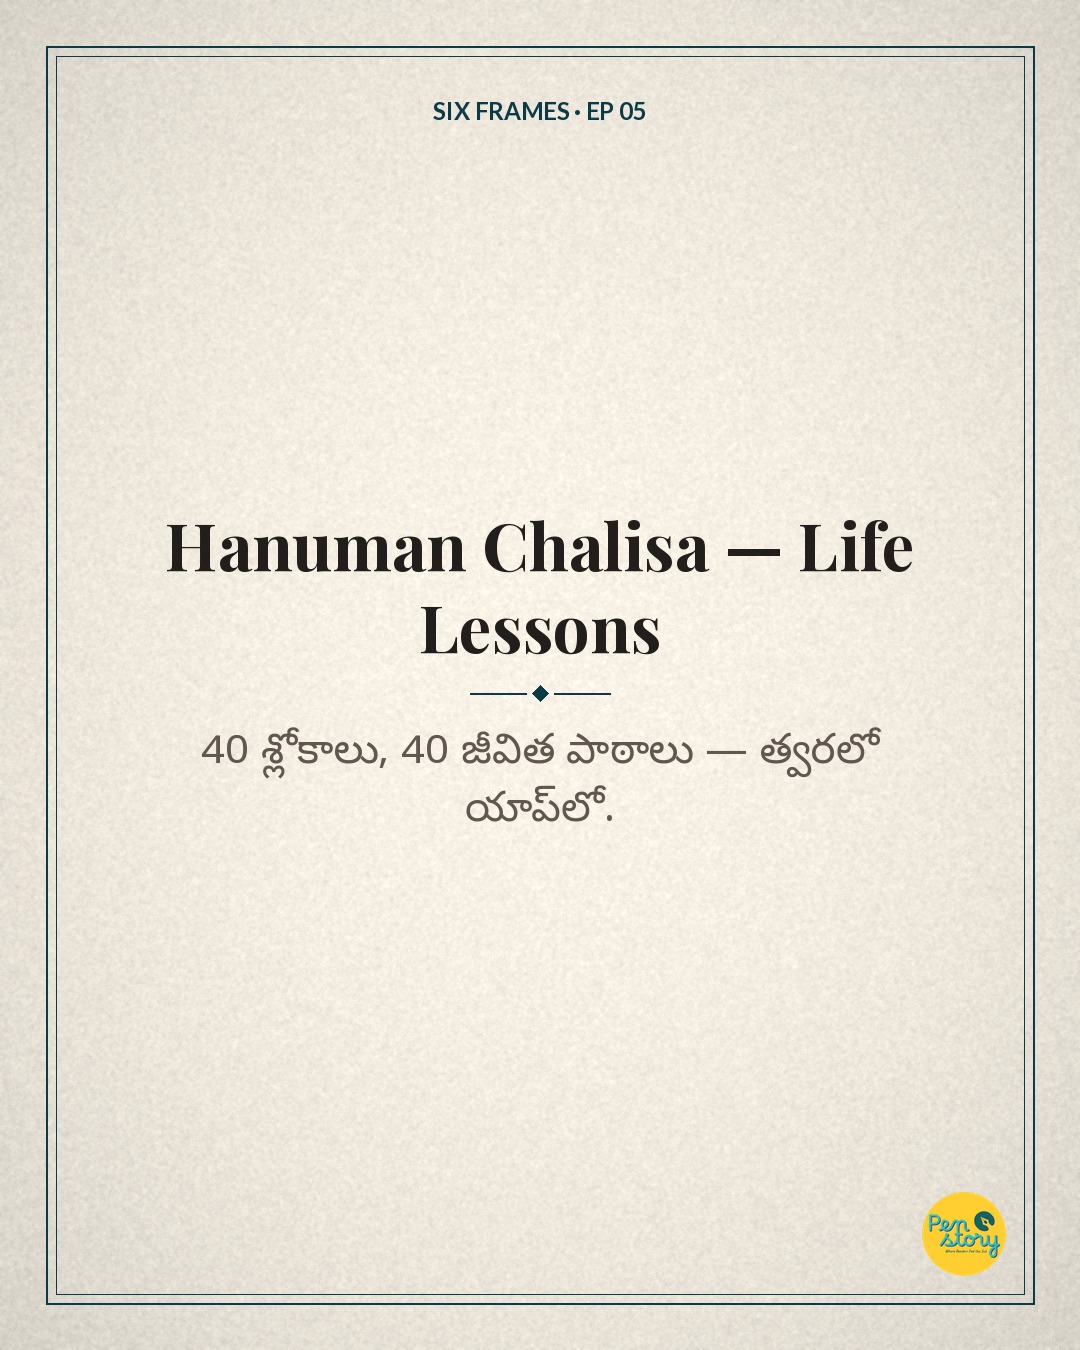 SIX FRAMES · EP 05
Hanuman Chalisa — Life
Lessons
40 శ్లోకాలు, 40 జీవిత పాఠాలు — త్వరలో
యాప్‌లో.
Pen
story